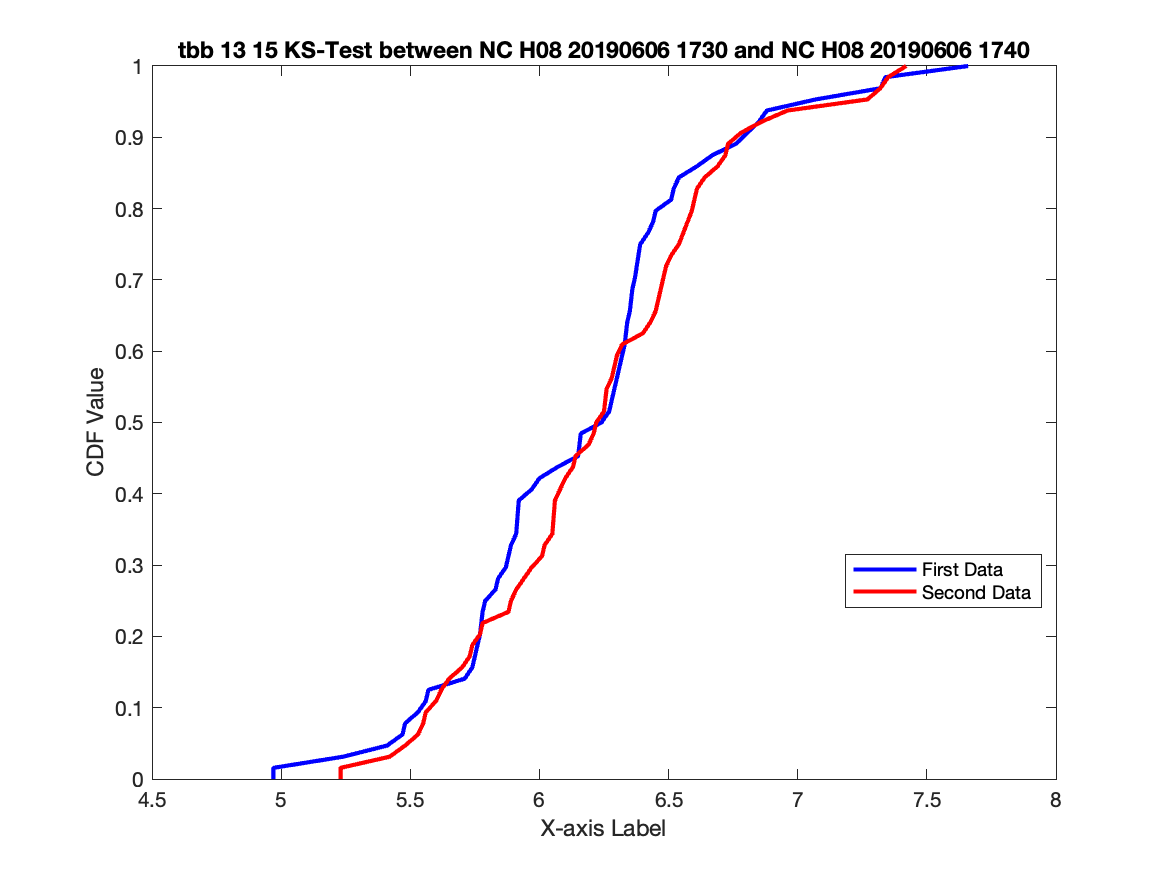 tbb 13 15 KS-Test between NC H08 20190606 1730 and NC H08 20190606 1740
1
0.9
0.8
0.7
0.6
0.5
0.4
0.3
0.2
0.1
0
CDF Value
First Data
Second Data
4.5 5 5.5 6 6.5 7 7.5 8
X-axis Label